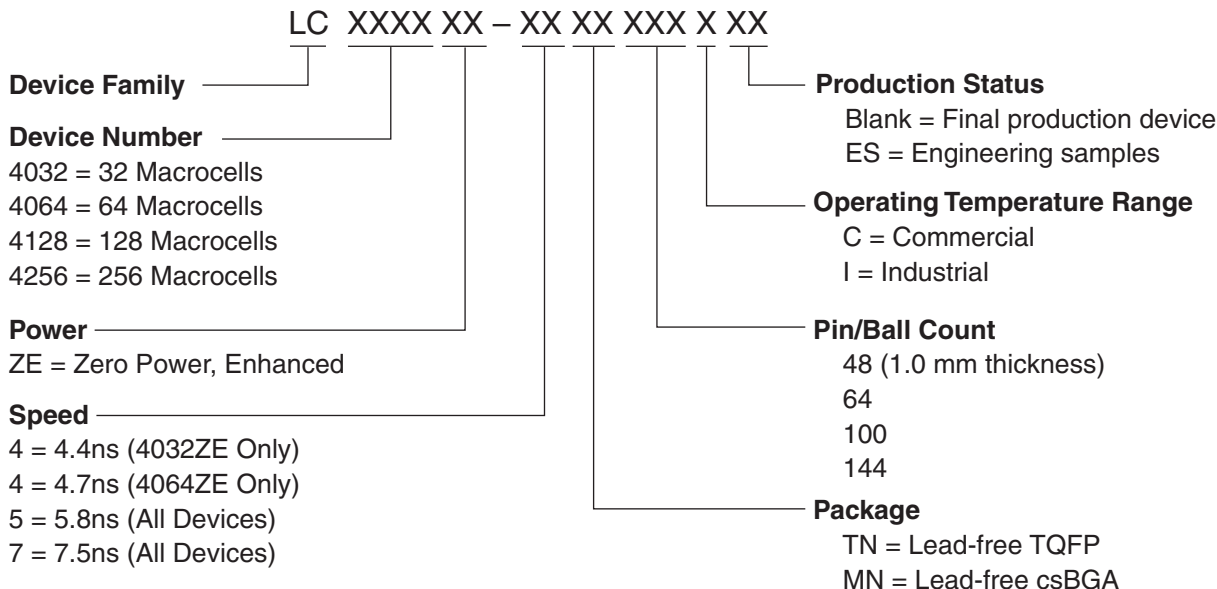 LC XXXX XX – XX XX XXX X XX
Device Family
Device Number
4032 = 32 Macrocells
4064 = 64 Macrocells
4128 = 128 Macrocells
4256 = 256 Macrocells
Power
ZE = Zero Power, Enhanced
Speed
4 = 4.4ns (4032ZE Only)
4 = 4.7ns (4064ZE Only)
5 = 5.8ns (All Devices)
7 = 7.5ns (All Devices)
Production Status
Blank = Final production device
ES = Engineering samples
Operating Temperature Range
C = Commercial
I = Industrial
Pin/Ball Count
48 (1.0 mm thickness)
64
100
144
Package
TN = Lead-free TQFP
MN = Lead-free csBGA